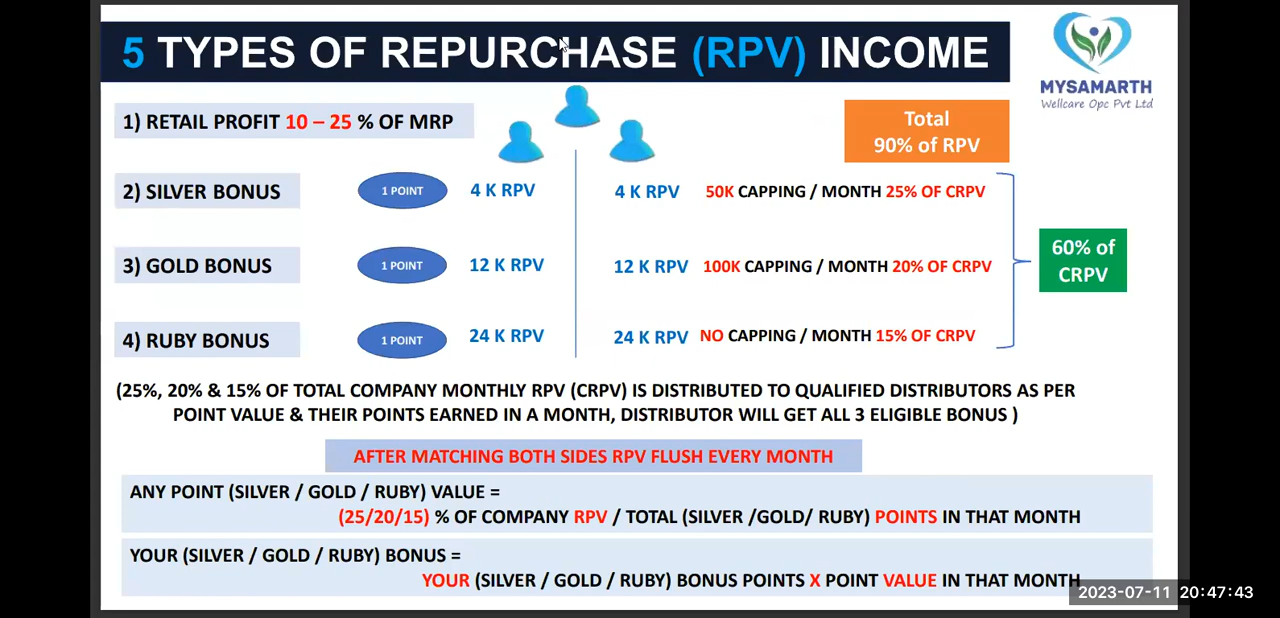 5 TYPES OF REPURCHASE (RPV) INCOME
MYSAMARTH
Wellcare Opc Pvt Ltd
1) RETAIL PROFIT 10 – 25 % OF MRP
Total
90% of RPV
2) SILVER BONUS 1 POINT 4 K RPV 4 K RPV 50K CAPPING / MONTH 25% OF CRPV
3) GOLD BONUS 1 POINT 12 K RPV 12 K RPV 100K CAPPING / MONTH 20% OF CRPV
60% of
CRPV
4) RUBY BONUS 1 POINT 24 K RPV 24 K RPV NO CAPPING / MONTH 15% OF CRPV
(25%, 20% & 15% OF TOTAL COMPANY MONTHLY RPV (CRPV) IS DISTRIBUTED TO QUALIFIED DISTRIBUTORS AS PER
POINT VALUE & THEIR POINTS EARNED IN A MONTH, DISTRIBUTOR WILL GET ALL 3 ELIGIBLE BONUS )
AFTER MATCHING BOTH SIDES RPV FLUSH EVERY MONTH
ANY POINT (SILVER / GOLD / RUBY) VALUE =
(25/20/15) % OF COMPANY RPV / TOTAL (SILVER /GOLD/ RUBY) POINTS IN THAT MONTH
YOUR (SILVER / GOLD / RUBY) BONUS =
YOUR (SILVER / GOLD / RUBY) BONUS POINTS X POINT VALUE IN THAT MONTH
2023-07-11 20:47:43